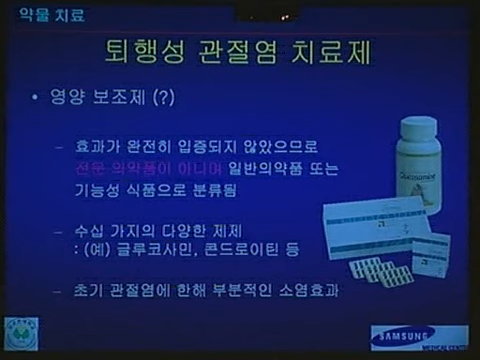 약물 치료
퇴행성 관절염 치료제
• 영양 보조제 (?)
– 효과가 완전히 입증되지 않았으므로
전문 의약품이 아니며 일반의약품 또는
기능성 식품으로 분류됨
– 수십 가지의 다양한 제제
: (예) 글루코사민, 콘드로이틴 등
– 초기 관절염에 한해 부분적인 소염효과
Glucosamine
SAMSUNG
MEDICAL CENTER